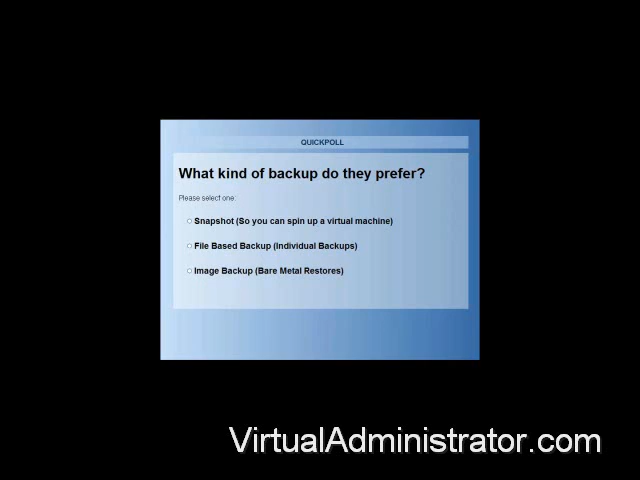 QUICKPOLL
What kind of backup do they prefer?
Please select one:
Snapshot (So you can spin up a virtual machine)
File Based Backup (Individual Backups)
Image Backup (Bare Metal Restores)
VirtualAdministrator.com